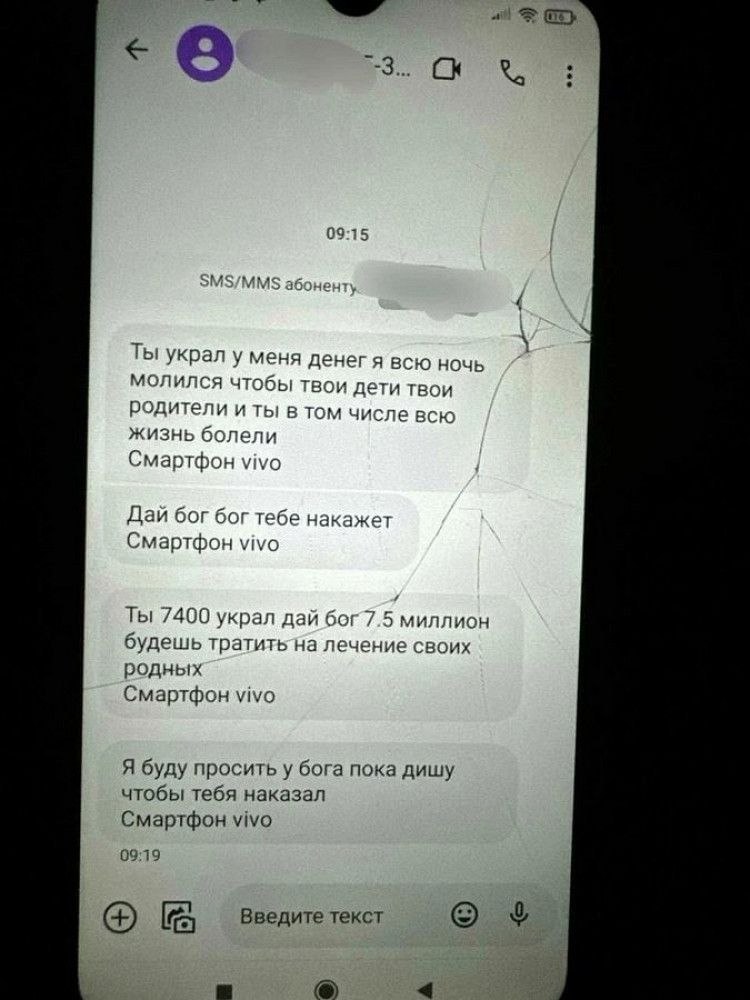 16
-З...
09:15
SMS/MMS абоненту
Ты украл у меня денег я всю ночь
молился чтобы твои дети твои
родители и ты в том числе всю
жизнь болели
Смартфон vivo
Дай бог бог тебе накажет
Смартфон vivo
Ты 7400 украл дай бог 7.5 миллион
будешь тратить на лечение своих
родных
Смартфон vivo
Я буду просить у бога пока дишу
чтобы тебя наказал
Смартфон vivo
09:19
Введите текст